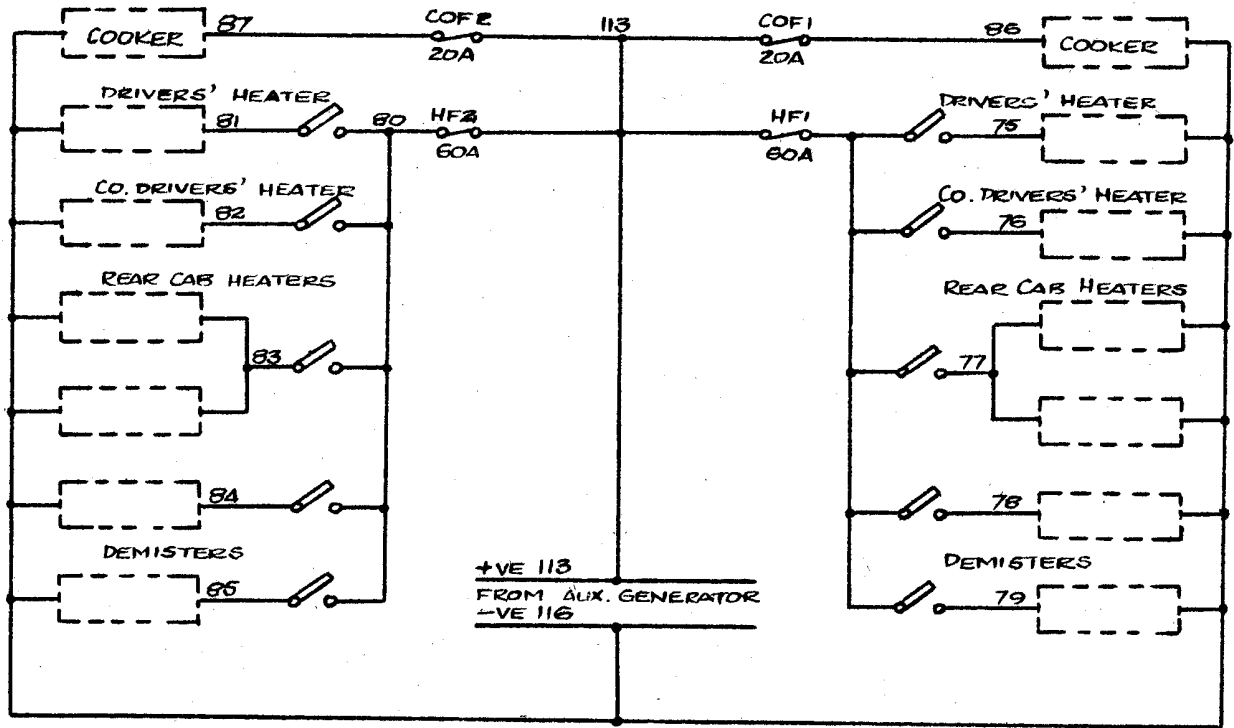 COOKER
87
COF2
20A
113
COF1
20A
86
COOKER
DRIVERS' HEATER
81
80
HF2
60A
HF1
60A
DRIVERS' HEATER
75
CO. DRIVERS' HEATER
82
CO. DRIVERS' HEATER
76
REAR CAB HEATERS
83
REAR CAB HEATERS
77
84
78
DEMISTERS
85
+VE 113
FROM AUX. GENERATOR
-VE 116
DEMISTERS
79